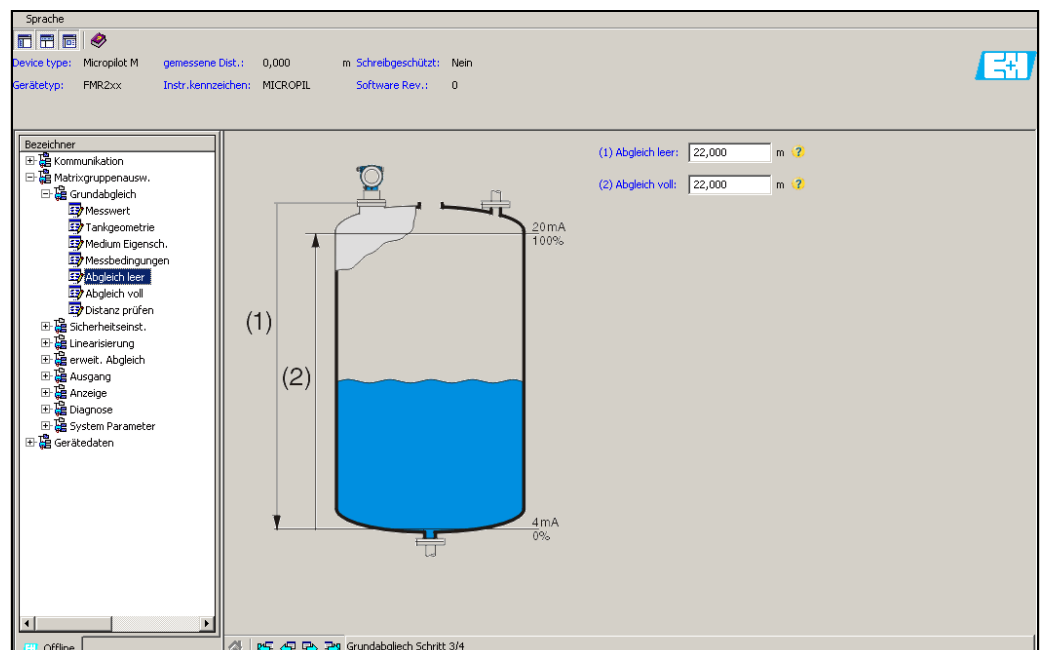 Sprache
Device type: Micropilot M gemessene Dist.: 0,000 m Schreibgeschützt: Nein
Gerätetyp: FMR2xx Instr.kennzeichen: MICROPIL Software Rev.: 0
E+H
Bezeichner
Kommunikation
Matrixgruppenausw.
Grundabgleich
Messwert
Tankgeometrie
Medium Eigensch.
Messbedingungen
Abgleich leer
Abgleich voll
Distanz prüfen
Sicherheitseinst.
Linearisierung
erweit. Abgleich
Ausgang
Anzeige
Diagnose
System Parameter
Gerätedaten
(1) Abgleich leer: 22,000 m ?
(2) Abgleich voll: 22,000 m ?
20mA
100%
(1)
(2)
4mA
0%
Offline
Grundabgliech Schritt 3/4